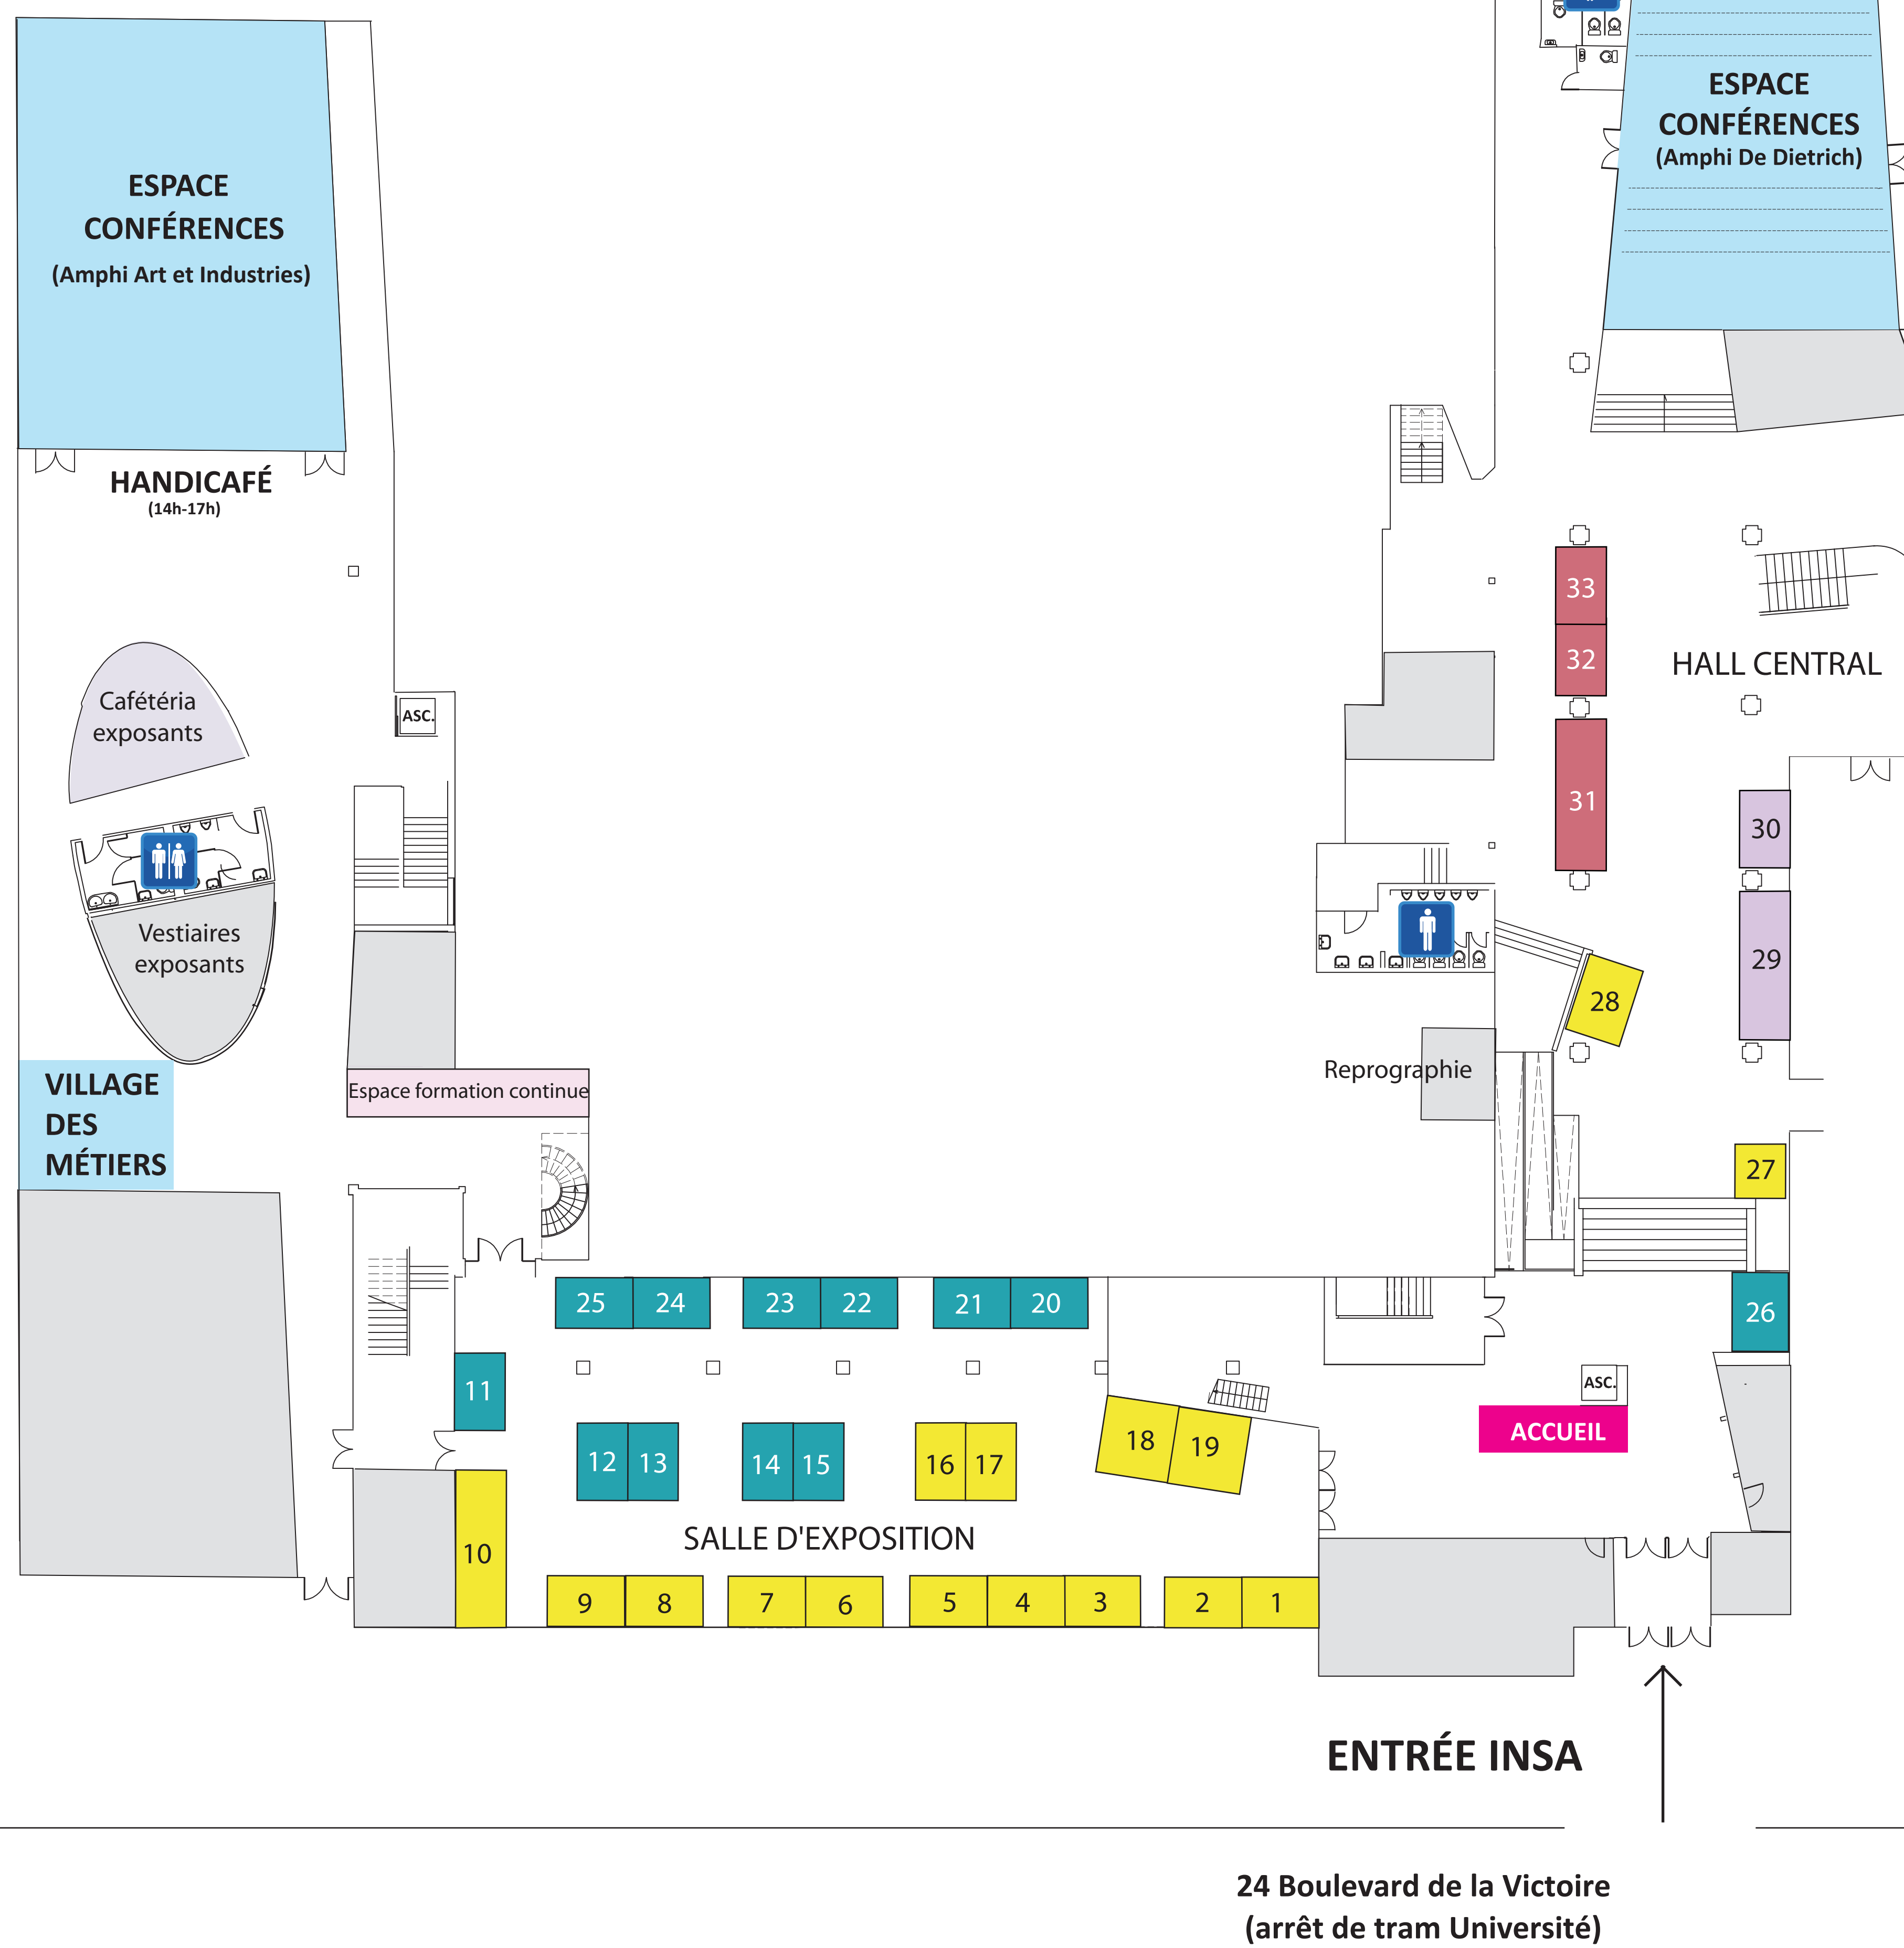 ESPACE
CONFÉRENCES
(Amphi De Dietrich)
ESPACE
CONFÉRENCES
(Amphi Art et Industries)
HANDICAFÉ
(14h-17h)
33
32
HALL CENTRAL
Cafétéria
exposants
ASC.
31
30
Vestiaires
exposants
29
28
Reprographie
VILLAGE
DES
MÉTIERS
Espace formation continue
27
25 24 23 22 21 20
26
11
ASC.
ACCUEIL
12 13 14 15 16 17 18 19
SALLE D'EXPOSITION
10
9 8 7 6 5 4 3 2 1
ENTRÉE INSA
24 Boulevard de la Victoire
(arrêt de tram Université)